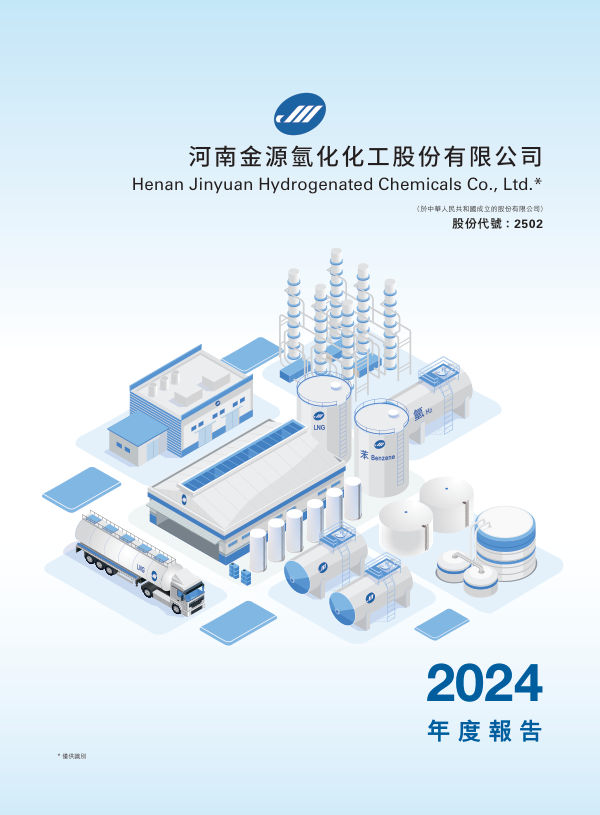 河南金源氫化化工股份有限公司
Henan Jinyuan Hydrogenated Chemicals Co., Ltd.*
(於中華人民共和國成立的股份有限公司)
股份代號：2502
氫 H₂
LNG
苯 Benzene
LNG
2024
年度報告
* 僅供識別